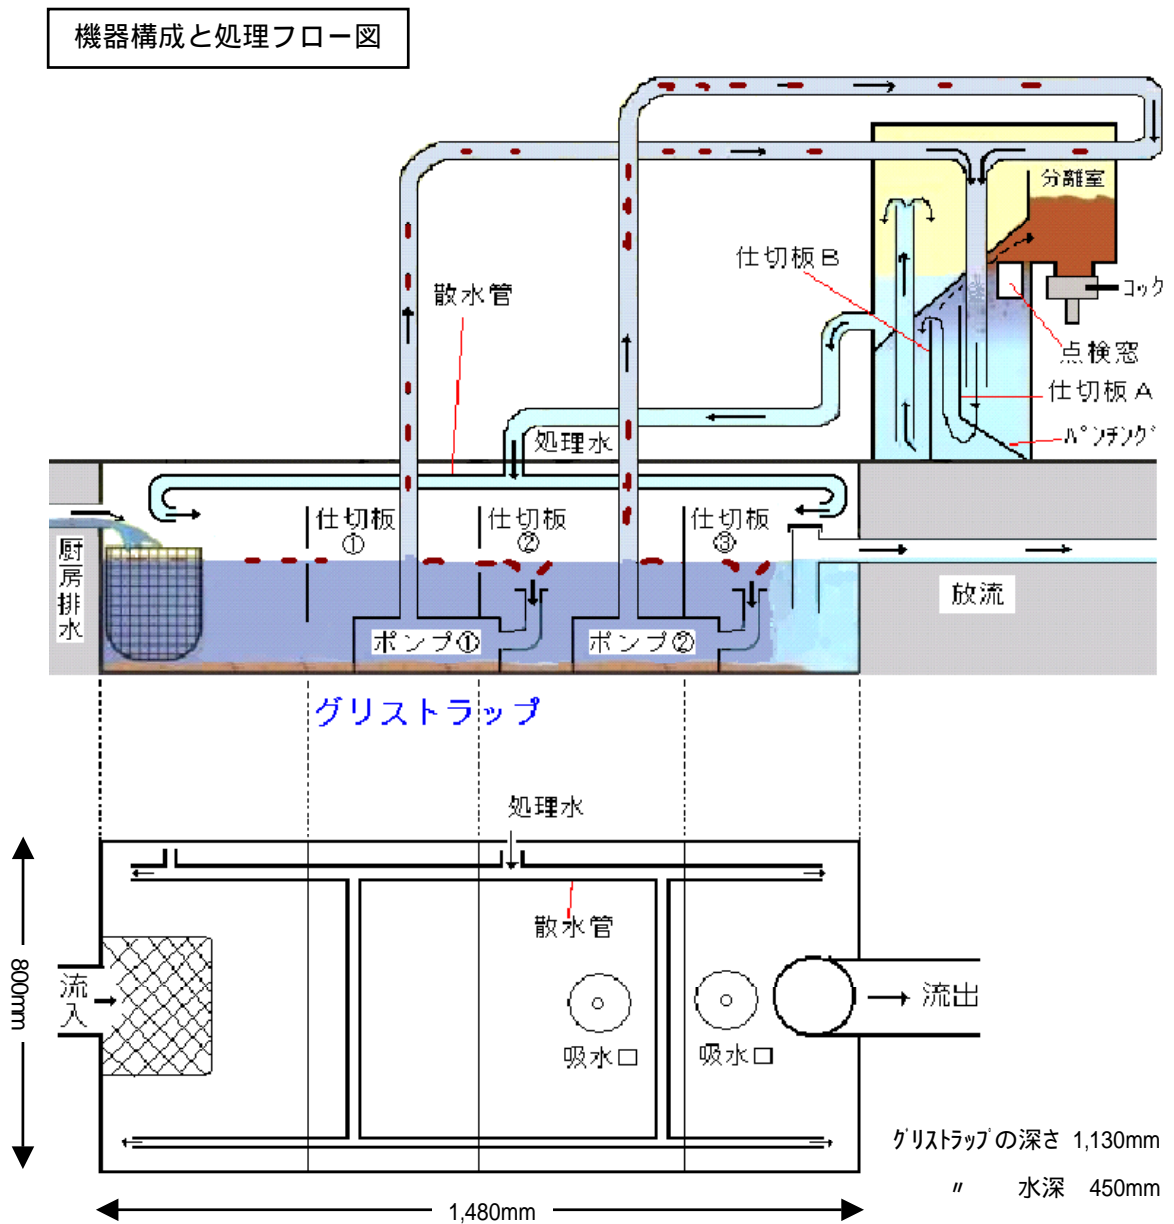 機器構成と処理フロー図
分離室
仕切板B
コック
散水管
点検窓
仕切板A
パンチング
処理水
仕切板
①
仕切板
②
仕切板
③
厨房排水
放流
ポンプ①
ポンプ②
グリストラップ
処理水
散水管
800mm
流入
流出
吸水口
吸水口
グリストラップの深さ 1,130mm
〃 水深 450mm
1,480mm